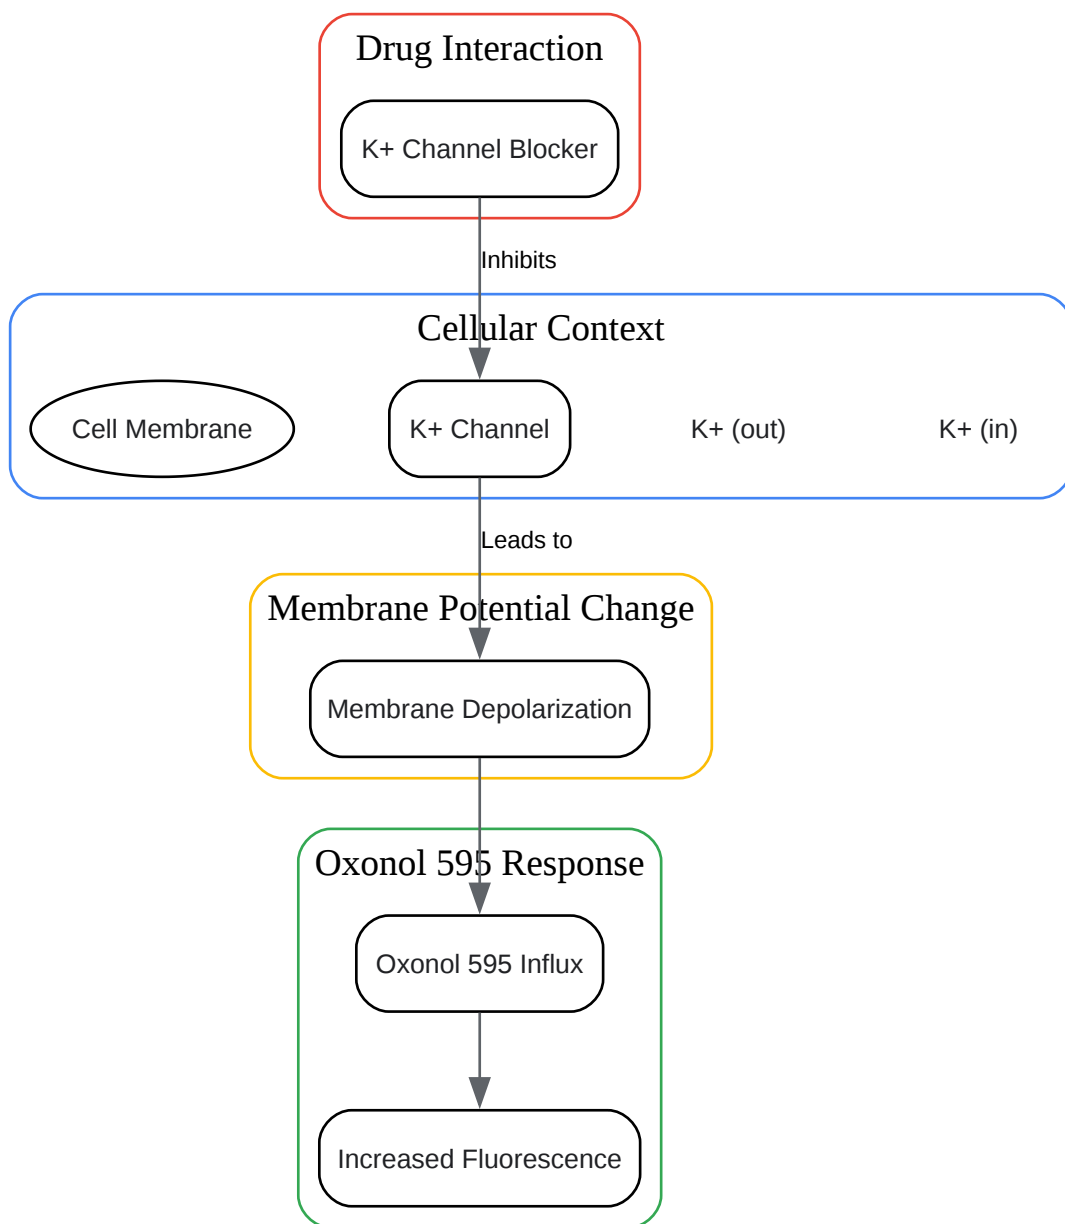 Drug Interaction
K+ Channel Blocker
Inhibits
Cellular Context
Cell Membrane
K+ Channel
K+ (out)
K+ (in)
Leads to
Membrane Potential Change
Membrane Depolarization
Oxonol 595 Response
Oxonol 595 Influx
Increased Fluorescence